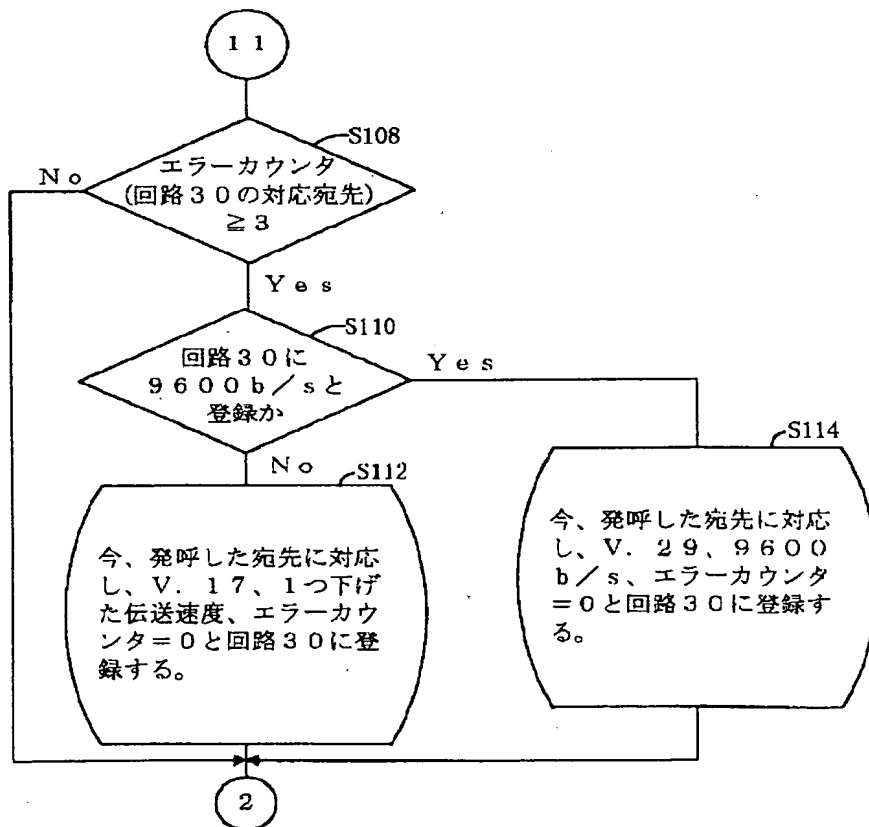 １１
S108
エラーカウンタ
(回路３０の対応宛先)
≧３
Ｎｏ
Ｙｅｓ
S110
回路３０に
９６００ｂ／ｓと
登録か
Ｙｅｓ
Ｎｏ
S112
今、発呼した宛先に対応
し、Ｖ．１７、１つ下げ
た伝送速度、エラーカウ
ンタ＝０と回路３０に登
録する。
S114
今、発呼した宛先に対応
し、Ｖ．２９、９６００
ｂ／ｓ、エラーカウンタ
＝０と回路３０に登録す
る。
２